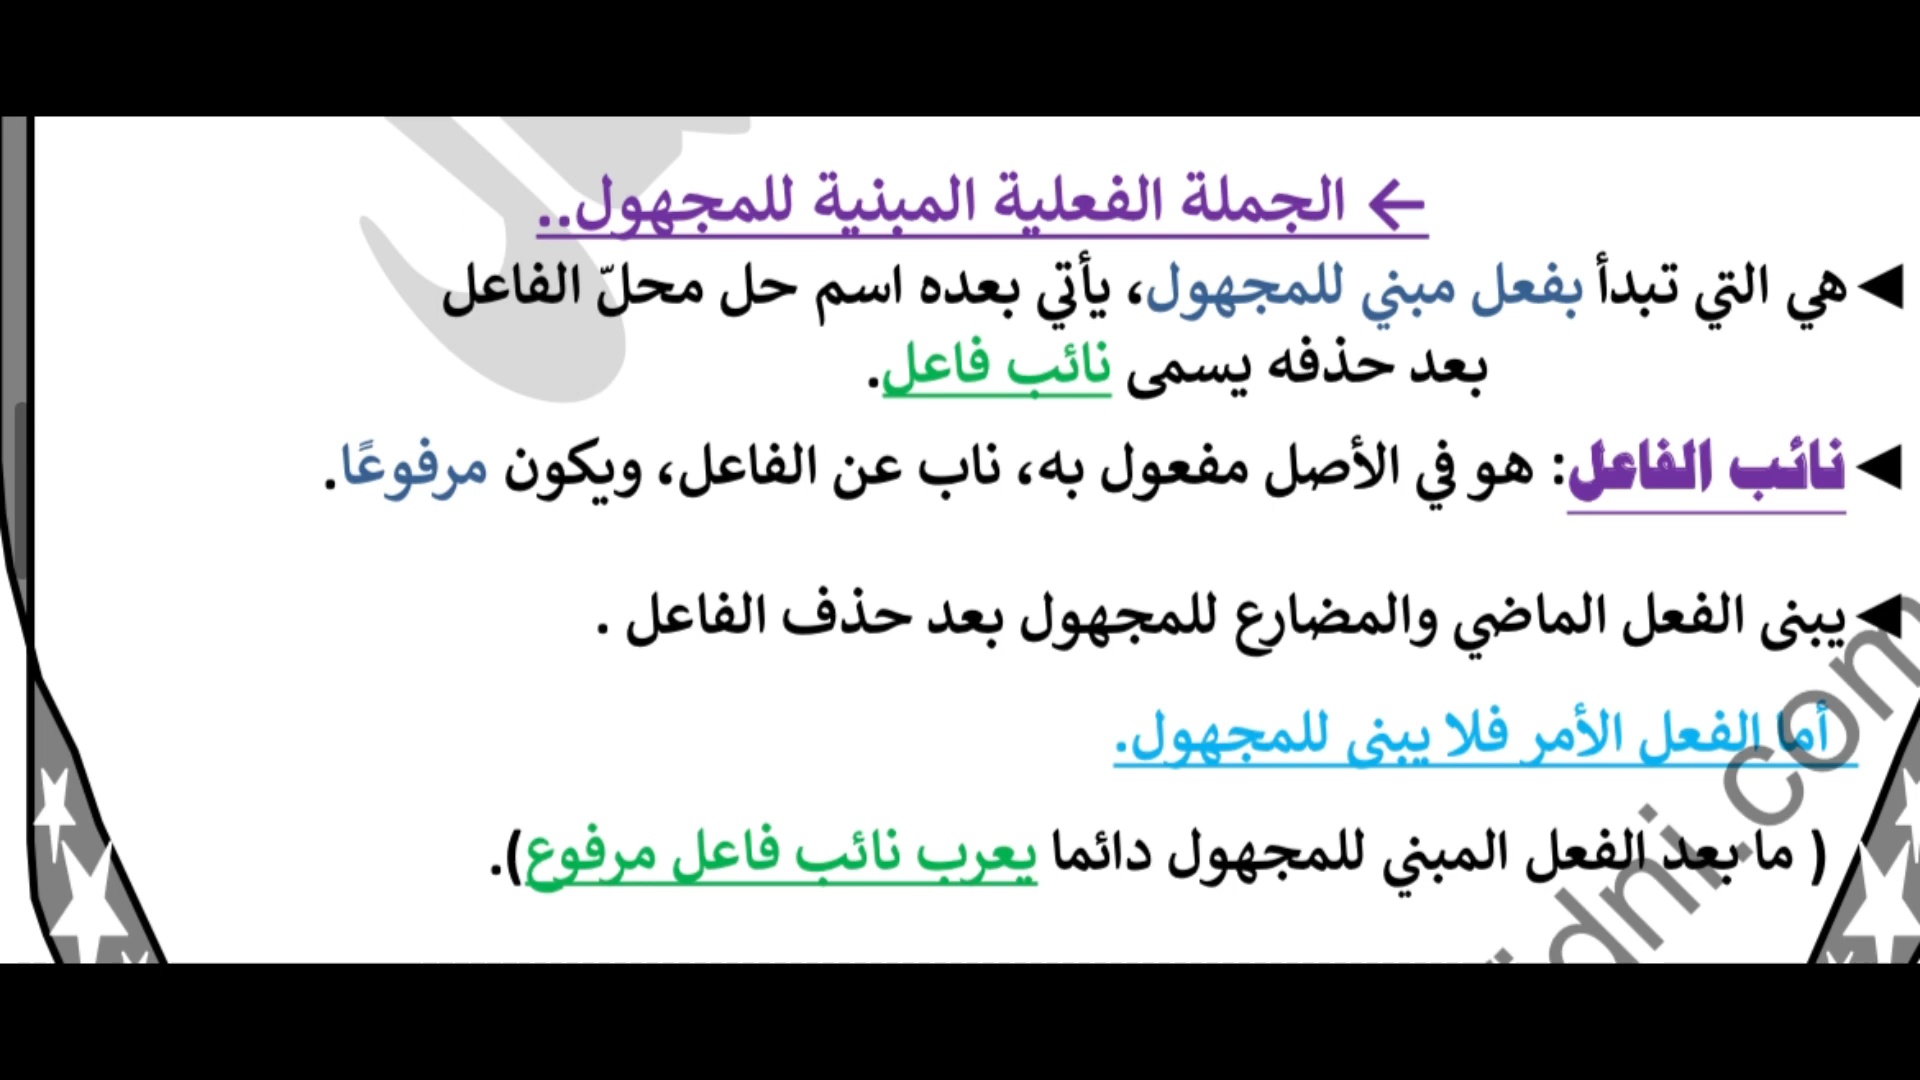 ← الجملة الفعلية المبنية للمجهول..
◄هي التي تبدأ بفعل مبني للمجهول، يأتي بعده اسم حل محلّ الفاعل
بعد حذفه يسمى نائب فاعل.
◄نائب الفاعل: هو في الأصل مفعول به، ناب عن الفاعل، ويكون مرفوعًا.
◄يبنى الفعل الماضي والمضارع للمجهول بعد حذف الفاعل .
أما الفعل الأمر فلا يبنى للمجهول.
( ما بعد الفعل المبني للمجهول دائما يعرب نائب فاعل مرفوع).